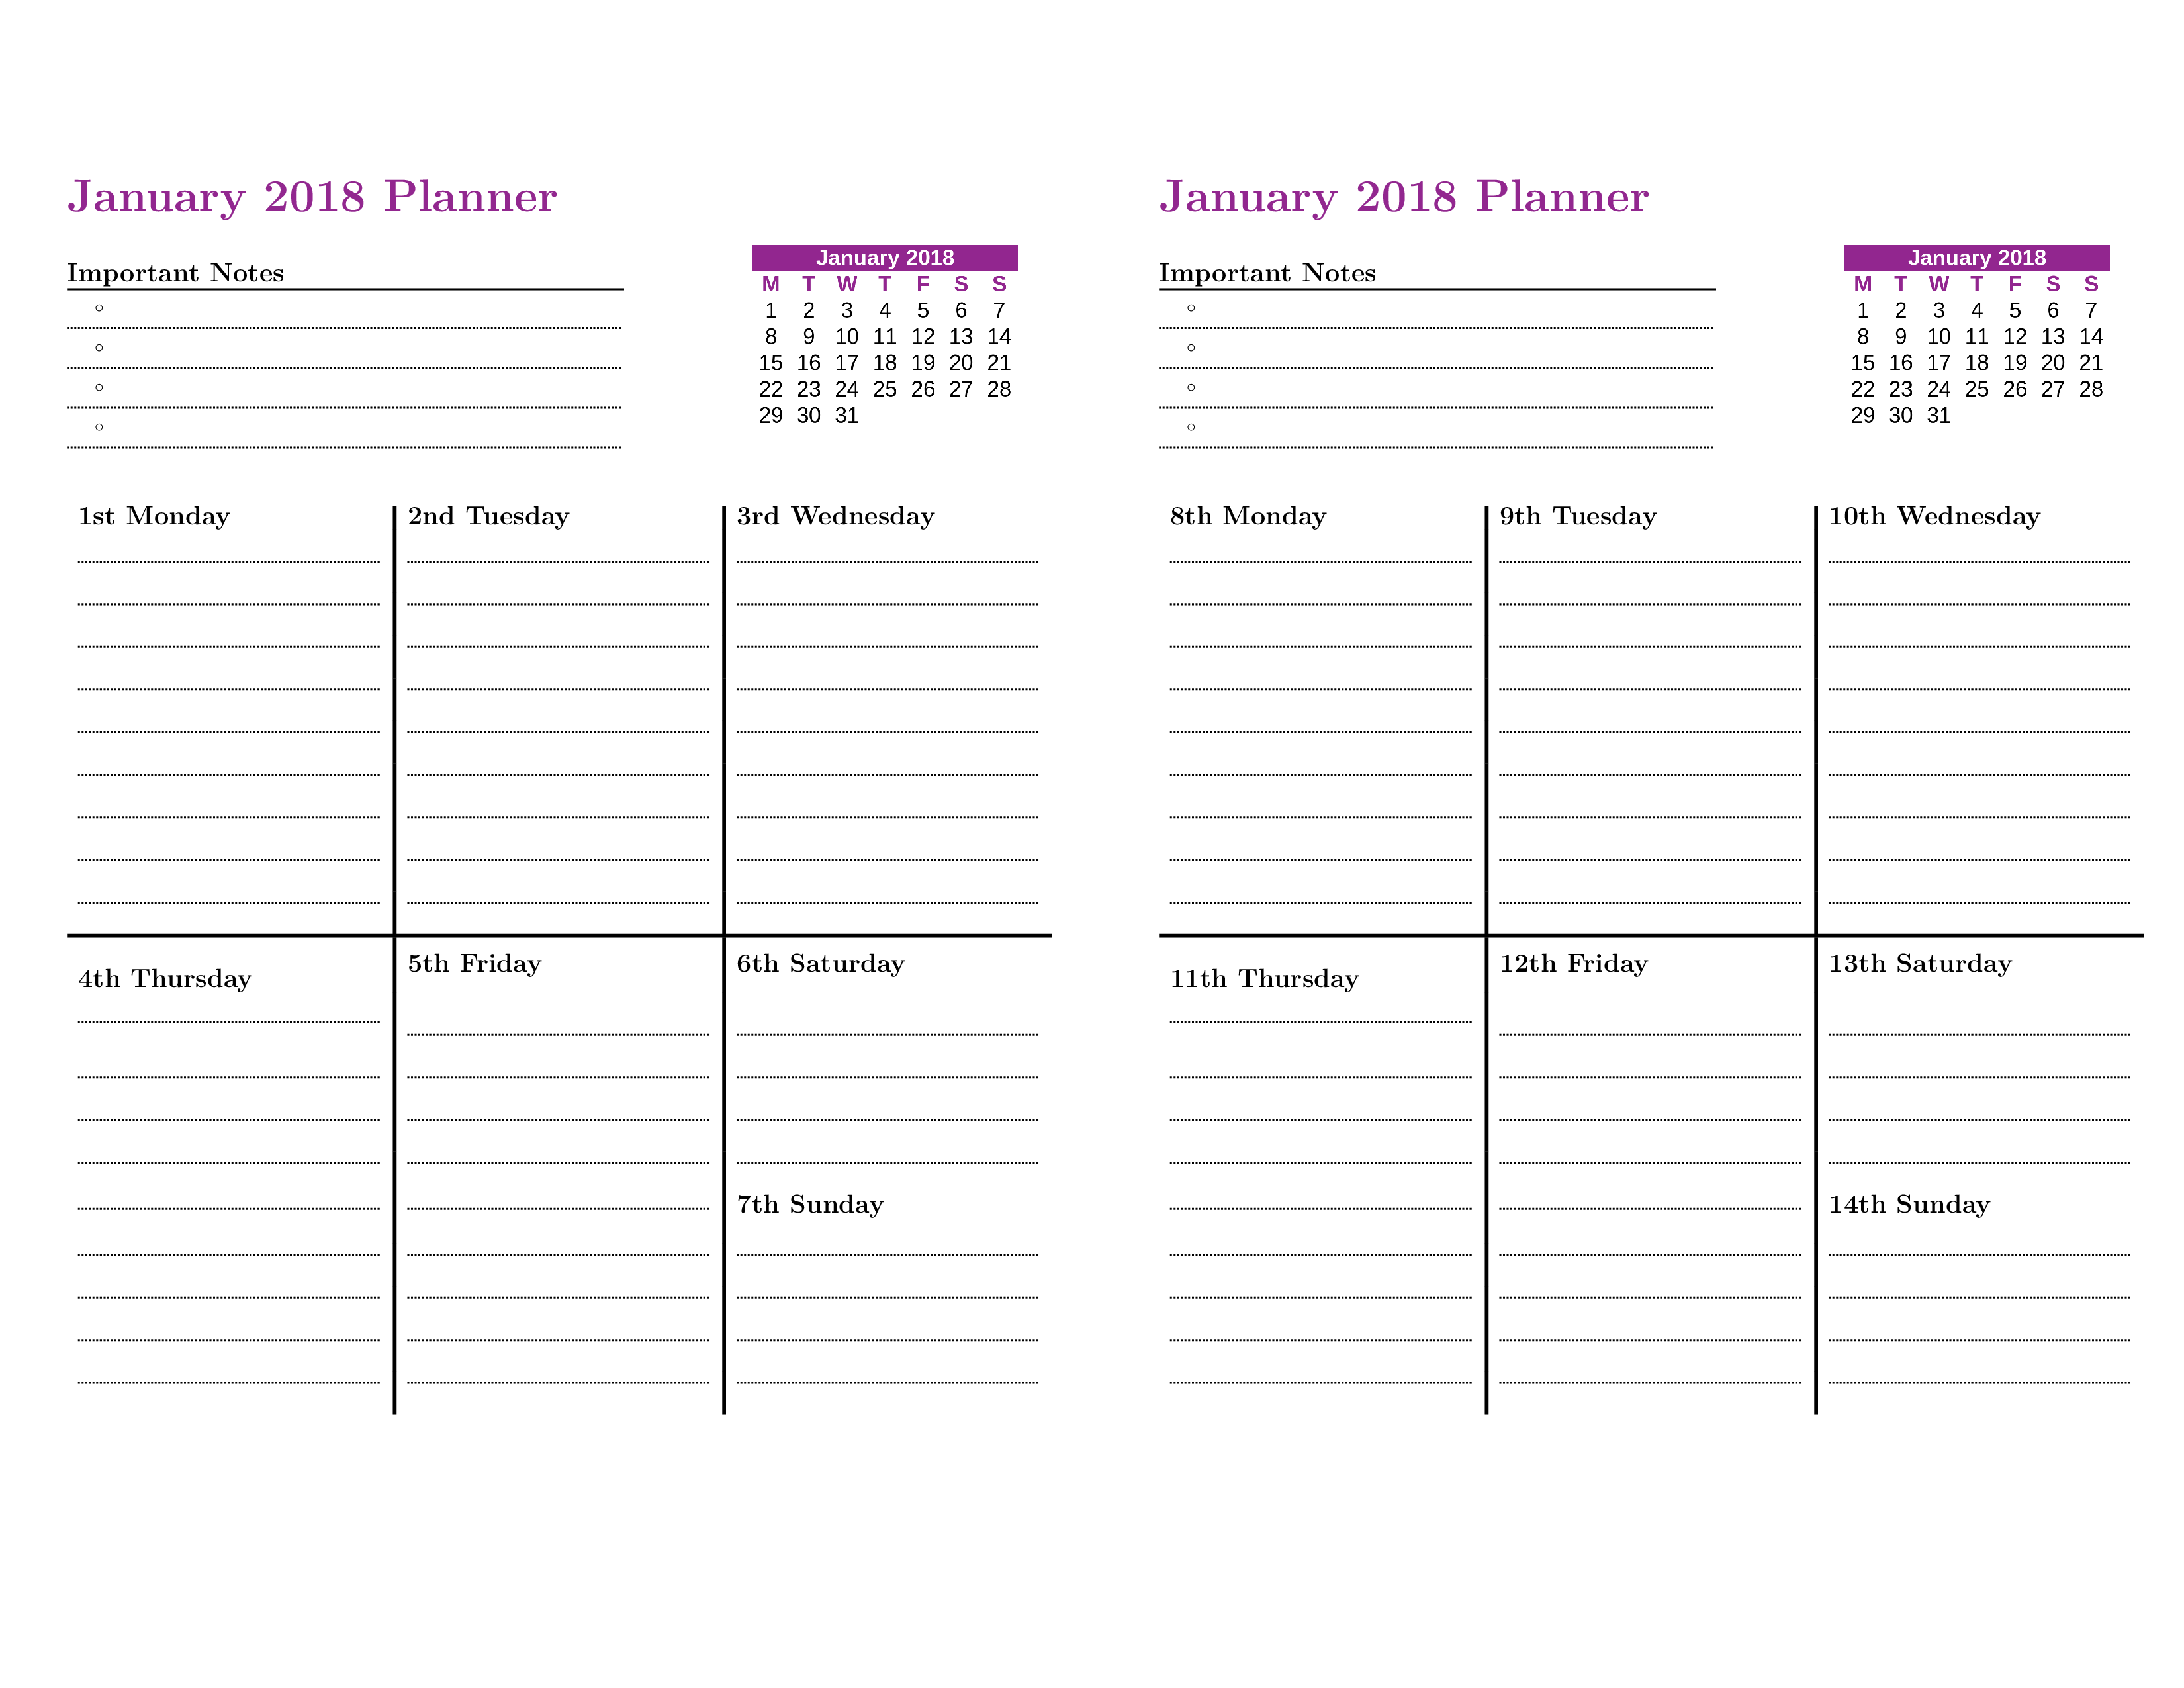 January 2018 Planner
Important Notes
January 2018
M T W T F S S
1 2 3 4 5 6 7
8 9 10 11 12 13 14
15 16 17 18 19 20 21
22 23 24 25 26 27 28
29 30 31
1st Monday
2nd Tuesday
3rd Wednesday
4th Thursday
5th Friday
6th Saturday
7th Sunday
January 2018 Planner
Important Notes
January 2018
M T W T F S S
1 2 3 4 5 6 7
8 9 10 11 12 13 14
15 16 17 18 19 20 21
22 23 24 25 26 27 28
29 30 31
8th Monday
9th Tuesday
10th Wednesday
11th Thursday
12th Friday
13th Saturday
14th Sunday